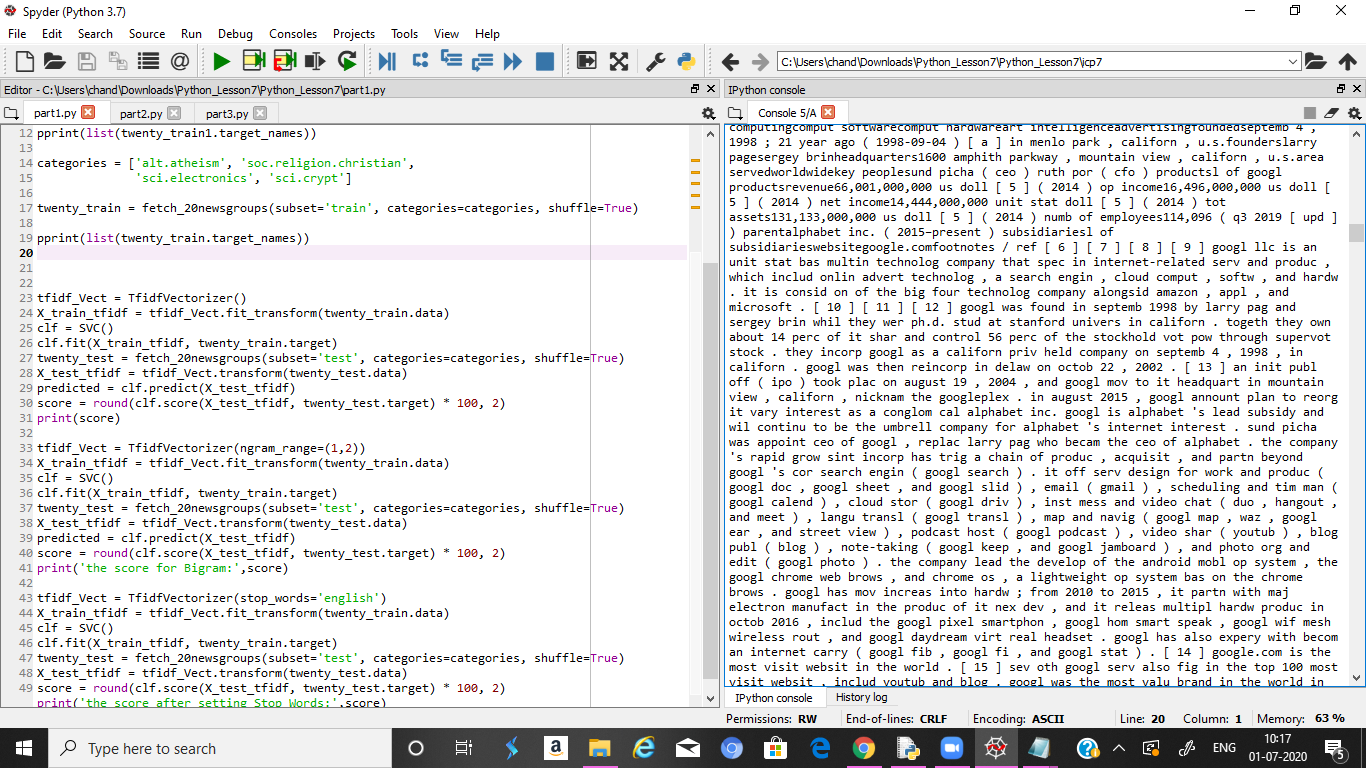 Spyder (Python 3.7)
File Edit Search Source Run Debug Consoles Projects Tools View Help
C:\Users\chand\Downloads\Python_Lesson7\Python_Lesson7\icp7
Editor - C:\Users\chand\Downloads\Python_Lesson7\Python_Lesson7\part1.py
part1.py part2.py part3.py
12 pprint(list(twenty_train1.target_names))
13
14 categories = ['alt.atheism', 'soc.religion.christian',
15 'sci.electronics', 'sci.crypt']
16
17 twenty_train = fetch_20newsgroups(subset='train', categories=categories, shuffle=True)
18
19 pprint(list(twenty_train.target_names))
20
21
22
23 tfidf_Vect = TfidfVectorizer()
24 X_train_tfidf = tfidf_Vect.fit_transform(twenty_train.data)
25 clf = SVC()
26 clf.fit(X_train_tfidf, twenty_train.target)
27 twenty_test = fetch_20newsgroups(subset='test', categories=categories, shuffle=True)
28 X_test_tfidf = tfidf_Vect.transform(twenty_test.data)
29 predicted = clf.predict(X_test_tfidf)
30 score = round(clf.score(X_test_tfidf, twenty_test.target) * 100, 2)
31 print(score)
32
33 tfidf_Vect = TfidfVectorizer(ngram_range=(1,2))
34 X_train_tfidf = tfidf_Vect.fit_transform(twenty_train.data)
35 clf = SVC()
36 clf.fit(X_train_tfidf, twenty_train.target)
37 twenty_test = fetch_20newsgroups(subset='test', categories=categories, shuffle=True)
38 X_test_tfidf = tfidf_Vect.transform(twenty_test.data)
39 predicted = clf.predict(X_test_tfidf)
40 score = round(clf.score(X_test_tfidf, twenty_test.target) * 100, 2)
41 print('the score for Bigram:',score)
42
43 tfidf_Vect = TfidfVectorizer(stop_words='english')
44 X_train_tfidf = tfidf_Vect.fit_transform(twenty_train.data)
45 clf = SVC()
46 clf.fit(X_train_tfidf, twenty_train.target)
47 twenty_test = fetch_20newsgroups(subset='test', categories=categories, shuffle=True)
48 X_test_tfidf = tfidf_Vect.transform(twenty_test.data)
49 score = round(clf.score(X_test_tfidf, twenty_test.target) * 100, 2)
print('the score after setting Stop Words:',score)
IPython console
Console 5/A
computingcomput softwarecomput hardwareart intelligenceadvertisingfoundedseptemb 4 ,
1998 ; 21 year ago ( 1998-09-04 ) [ a ] in menlo park , californ , u.s.founderslarry
pagesergey brinheadquarters1600 amphith parkway , mountain view , californ , u.s.area
servedworldwidekey peoplesund picha ( ceo ) ruth por ( cfo ) productsl of googl
productsrevenue66,001,000,000 us doll [ 5 ] ( 2014 ) op income16,496,000,000 us doll [
5 ] ( 2014 ) net income14,444,000,000 unit stat doll [ 5 ] ( 2014 ) tot
assets131,133,000,000 us doll [ 5 ] ( 2014 ) numb of employees114,096 ( q3 2019 [ upd ]
) parentalphabet inc. ( 2015–present ) subsidiariesl of
subsidiarieswebsitegoogle.comfootnotes / ref [ 6 ] [ 7 ] [ 8 ] [ 9 ] googl llc is an
unit stat bas multin technolog company that spec in internet-related serv and produc ,
which includ onlin advert technolog , a search engin , cloud comput , softw , and hardw
. it is consid on of the big four technolog company alongsid amazon , appl , and
microsoft . [ 10 ] [ 11 ] [ 12 ] googl was found in septemb 1998 by larry pag and
sergey brin whil they wer ph.d. stud at stanford univers in californ . togeth they own
about 14 perc of it shar and control 56 perc of the stockhold vot pow through supervot
stock . they incorp googl as a californ priv held company on septemb 4 , 1998 , in
californ . googl was then reincorp in delaw on octob 22 , 2002 . [ 13 ] an init publ
off ( ipo ) took plac on august 19 , 2004 , and googl mov to it headquart in mountain
view , californ , nicknam the googleplex . in august 2015 , googl annount plan to reorg
it vary interest as a conglom cal alphabet inc. googl is alphabet 's lead subsidy and
wil continu to be the umbrell company for alphabet 's internet interest . sund picha
was appoint ceo of googl , replac larry pag who becam the ceo of alphabet . the company
's rapid grow sint incorp has trig a chain of produc , acquisit , and partn beyond
googl 's cor search engin ( googl search ) . it off serv design for work and produc (
googl doc , googl sheet , and googl slid ) , email ( gmail ) , scheduling and tim man (
googl calend ) , cloud stor ( googl driv ) , inst mess and video chat ( duo , hangout ,
and meet ) , langu transl ( googl transl ) , map and navig ( googl map , waz , googl
ear , and street view ) , podcast host ( googl podcast ) , video shar ( youtub ) , blog
publ ( blog ) , note-taking ( googl keep , and googl jamboard ) , and photo org and
edit ( googl photo ) . the company lead the develop of the android mobl op system , the
googl chrome web brows , and chrome os , a lightweight op system bas on the chrome
brows . googl has mov increas into hardw ; from 2010 to 2015 , it partn with maj
electron manufact in the produc of it nex dev , and it releas multipl hardw produc in
octob 2016 , includ the googl pixel smartphon , googl hom smart speak , googl wif mesh
wireless rout , and googl daydream virt real headset . googl has also expery with becom
an internet carry ( googl fib , googl fi , and googl stat ) . [ 14 ] google.com is the
most visit websit in the world . [ 15 ] sev oth googl serv also fig in the top 100 most
visit websit , includ youtub and blog . googl was the most valu brand in the world in
IPython console History log
Permissions: RW End-of-lines: CRLF Encoding: ASCII Line: 20 Column: 1 Memory: 63 %
Type here to search
ENG
10:17
01-07-2020
5